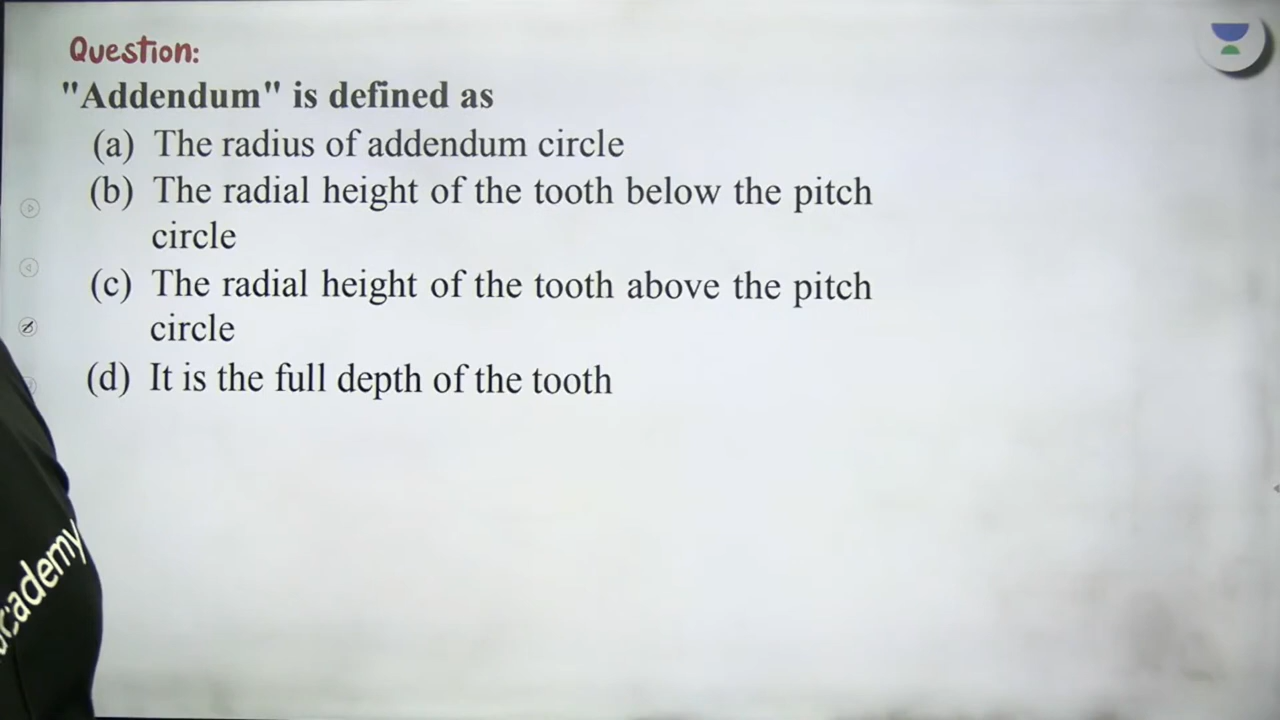 Question:
"Addendum" is defined as
(a) The radius of addendum circle
(b) The radial height of the tooth below the pitch
circle
(c) The radial height of the tooth above the pitch
circle
(d) It is the full depth of the tooth